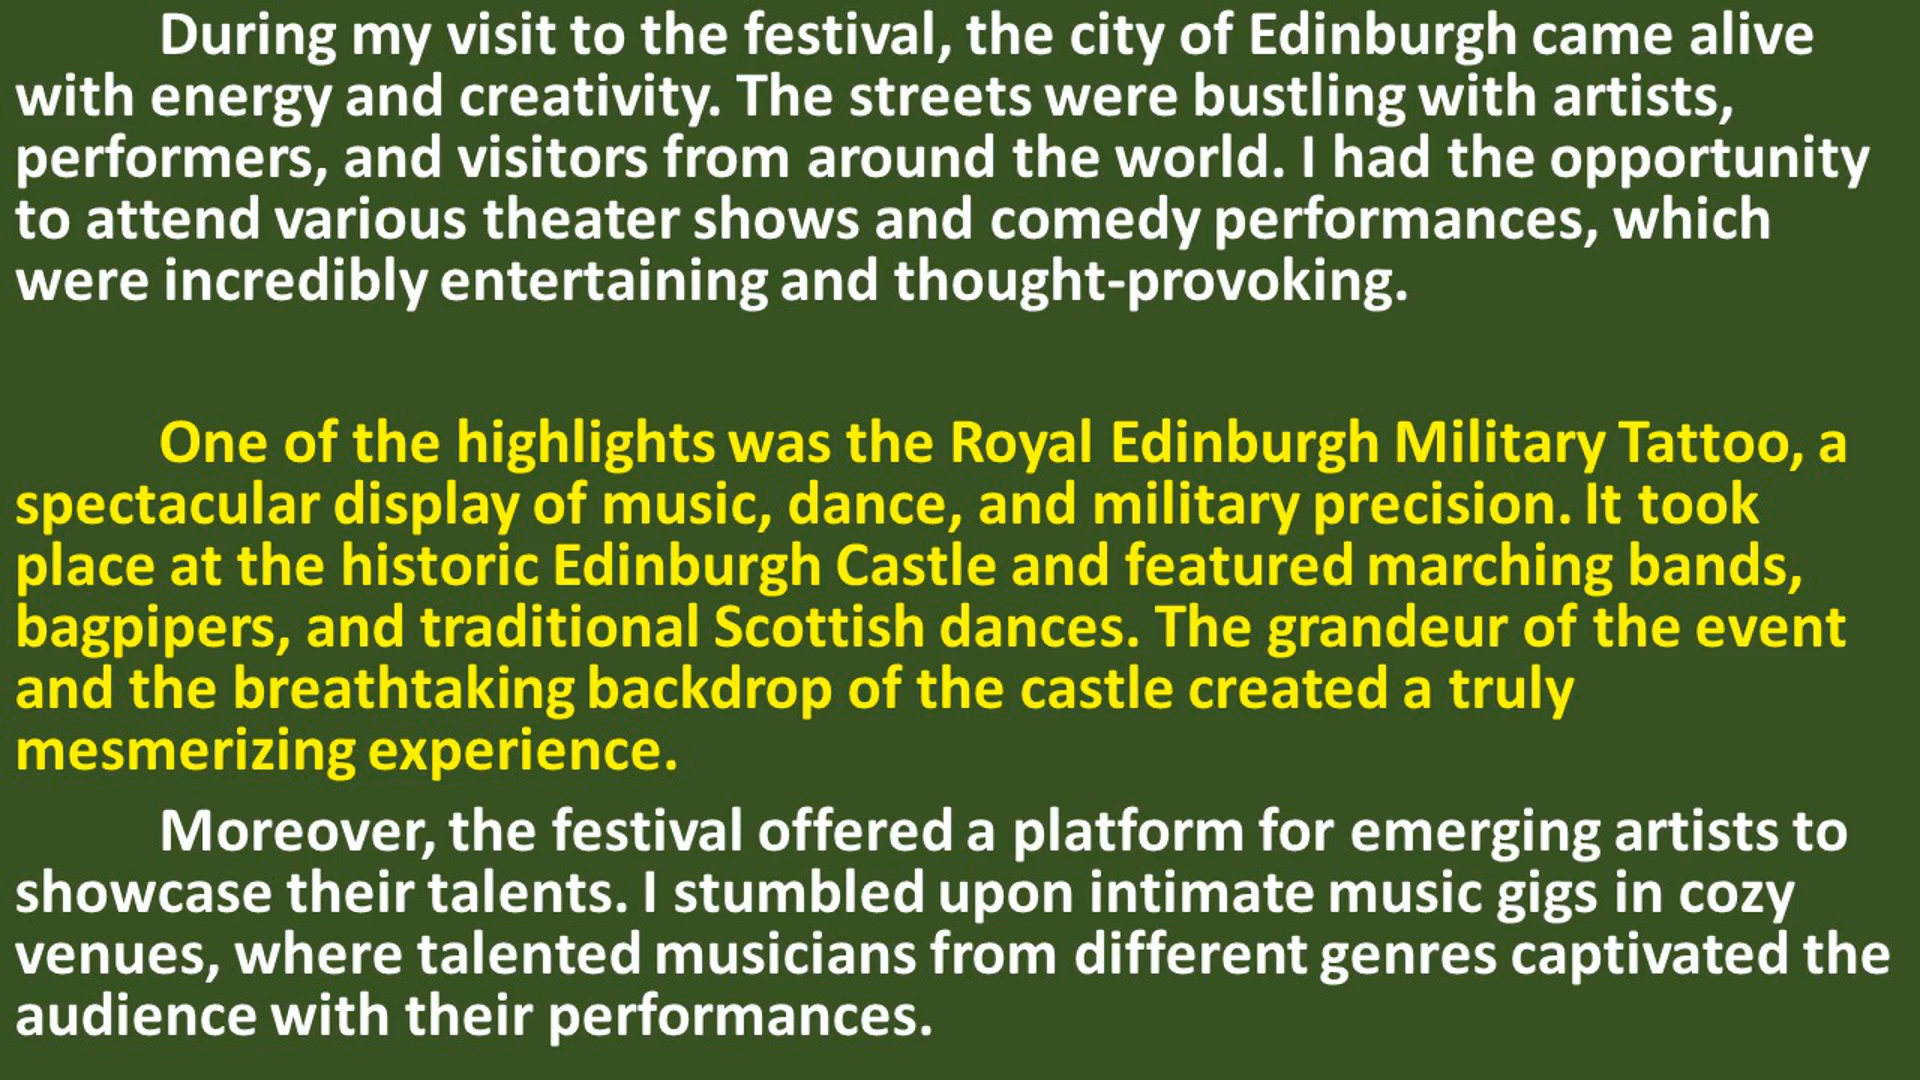 During my visit to the festival, the city of Edinburgh came alive
with energy and creativity. The streets were bustling with artists,
performers, and visitors from around the world. I had the opportunity
to attend various theater shows and comedy performances, which
were incredibly entertaining and thought-provoking.
One of the highlights was the Royal Edinburgh Military Tattoo, a
spectacular display of music, dance, and military precision. It took
place at the historic Edinburgh Castle and featured marching bands,
bagpipers, and traditional Scottish dances. The grandeur of the event
and the breathtaking backdrop of the castle created a truly
mesmerizing experience.
Moreover, the festival offered a platform for emerging artists to
showcase their talents. I stumbled upon intimate music gigs in cozy
venues, where talented musicians from different genres captivated the
audience with their performances.